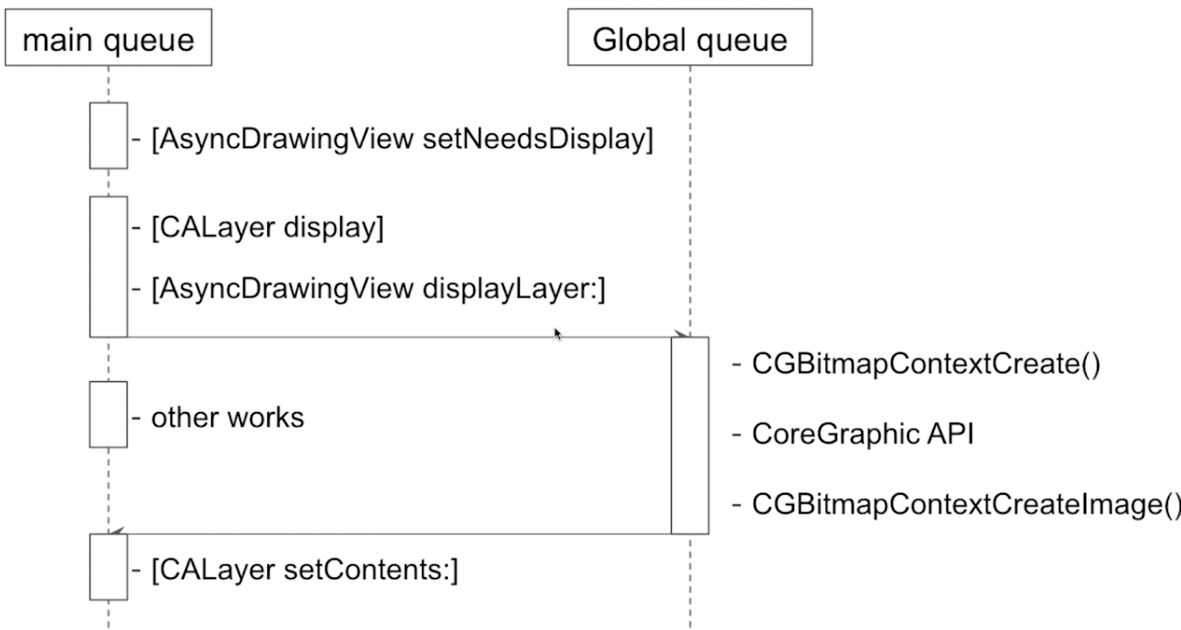 main queue
Global queue
- [AsyncDrawingView setNeedsDisplay]
- [CALayer display]
- [AsyncDrawingView displayLayer:]
- CGBitmapContextCreate()
- other works
- CoreGraphic API
- CGBitmapContextCreateImage()
- [CALayer setContents:]